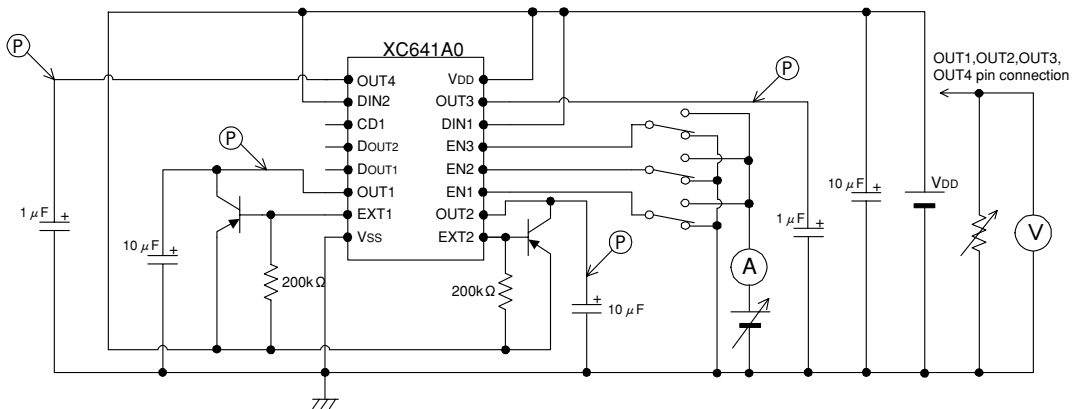 XC641A0
P
P
P
P
OUT1,OUT2,OUT3,
OUT4 pin connection
OUT4
DIN2
CD1
DOUT2
DOUT1
OUT1
EXT1
VSS
VDD
OUT3
DIN1
EN3
EN2
EN1
OUT2
EXT2
1 μF +
10 μF +
200kΩ
200kΩ
+
10 μF
1 μF +
10 μF +
VDD
A
V